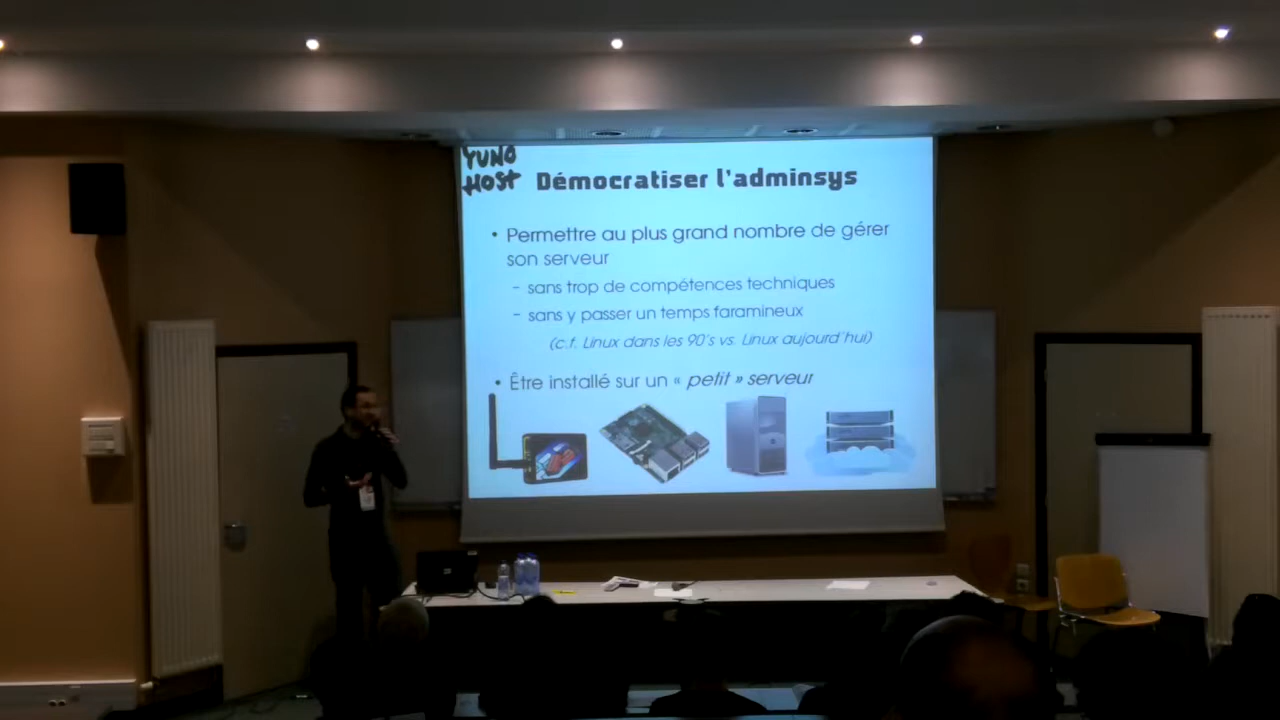 YUNO
HOST
Démocratiser l'adminsys
• Permettre au plus grand nombre de gérer
son serveur
- sans trop de compétences techniques
- sans y passer un temps faramineux
(c.f. Linux dans les 90's vs. Linux aujourd'hui)
• Être installé sur un « petit » serveur